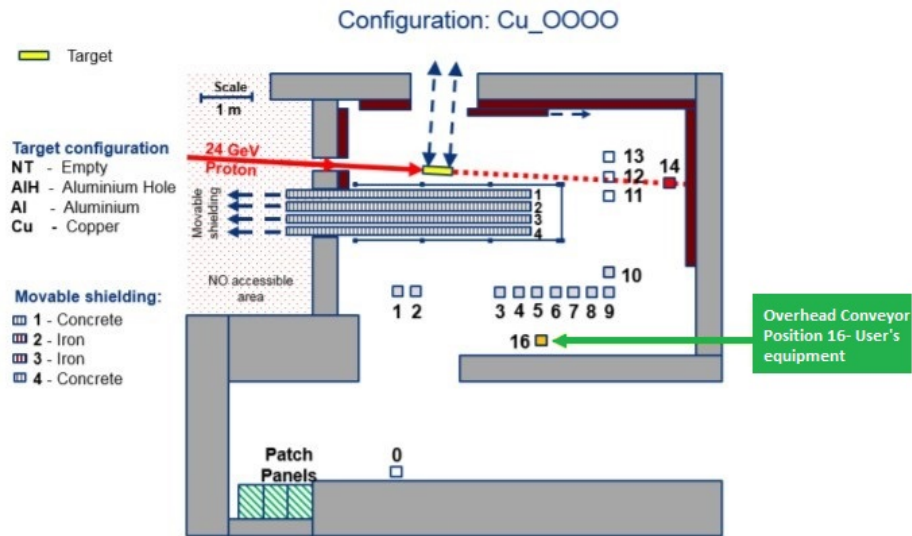 Configuration: Cu_OOOO
Target
Scale
1 m
Target configuration
NT - Empty
AlH - Aluminium Hole
Al - Aluminium
Cu - Copper
24 GeV
Proton
Movable
shielding
NO accessible
area
1
2
3
4
13
12
14
11
10
1 2 3 4 5 6 7 8 9
16
Movable shielding:
1 - Concrete
2 - Iron
3 - Iron
4 - Concrete
Overhead Conveyor
Position 16- User's
equipment
Patch
Panels
0